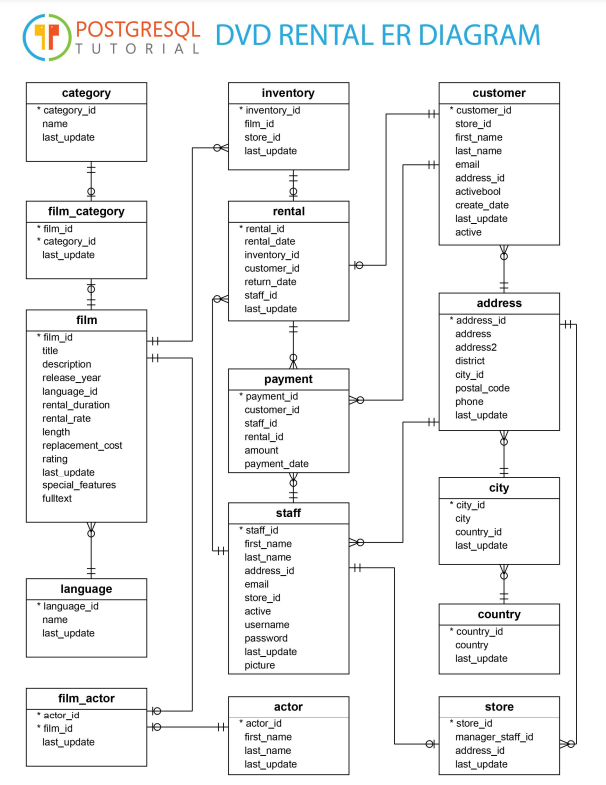 POSTGRESQL
TUTORIAL
DVD RENTAL ER DIAGRAM
category
* category_id
name
last_update
film_category
* film_id
* category_id
last_update
film
* film_id
title
description
release_year
language_id
rental_duration
rental_rate
length
replacement_cost
rating
last_update
special_features
fulltext
language
* language_id
name
last_update
film_actor
* actor_id
* film_id
last_update
inventory
* inventory_id
film_id
store_id
last_update
rental
* rental_id
rental_date
inventory_id
customer_id
return_date
staff_id
last_update
payment
* payment_id
customer_id
staff_id
rental_id
amount
payment_date
staff
* staff_id
first_name
last_name
address_id
email
store_id
active
username
password
last_update
picture
actor
* actor_id
first_name
last_name
last_update
customer
* customer_id
store_id
first_name
last_name
email
address_id
activebool
create_date
last_update
active
address
* address_id
address
address2
district
city_id
postal_code
phone
last_update
city
* city_id
city
country_id
last_update
country
* country_id
country
last_update
store
* store_id
manager_staff_id
address_id
last_update